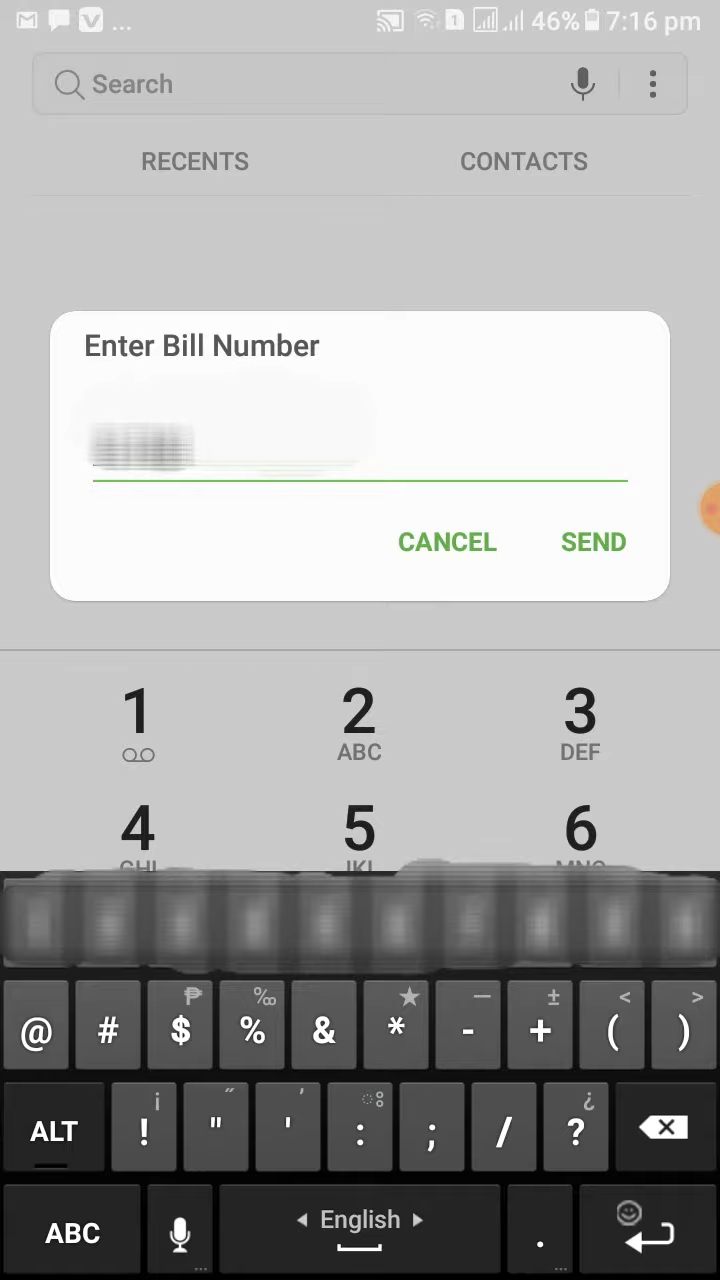 ... 1 46% 7:16 pm
Search
RECENTS CONTACTS
Enter Bill Number
CANCEL SEND
1 2 3
ABC DEF
4 5 6
GHI JKL MNO
₱ ‰ ★ — ± < >
@ # $ % & * - + ( )
¡ ˝ ʼ ഃ ¿
ALT ! " ' : ; / ?
ABC ... English . ...